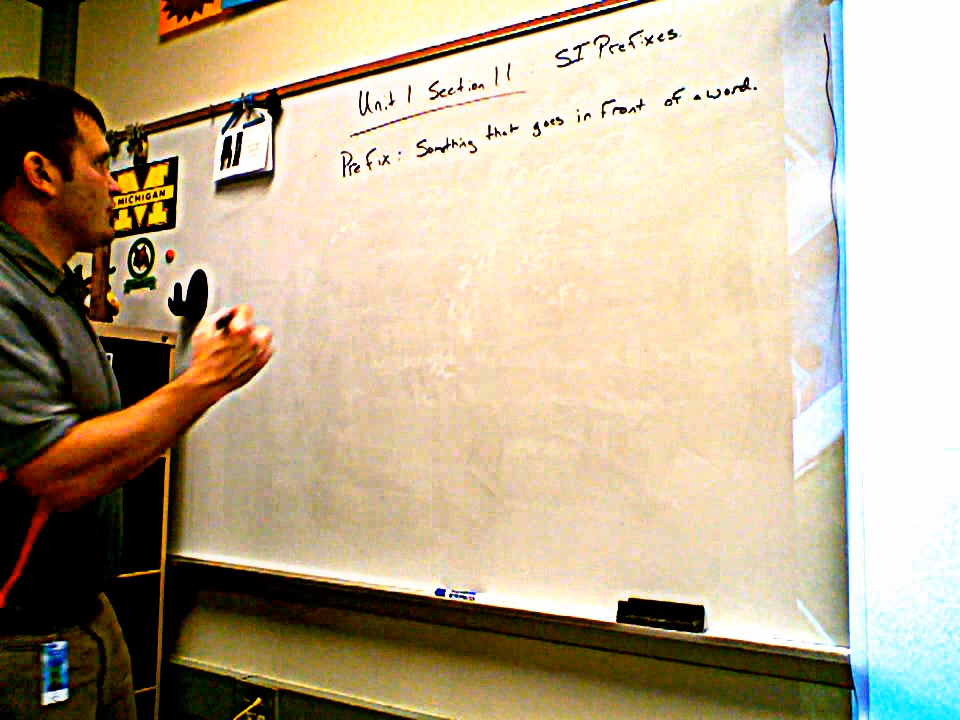 Unit 1 Section 11 : SI Prefixes
Prefix : Something that goes in front of a word.
M
MICHIGAN